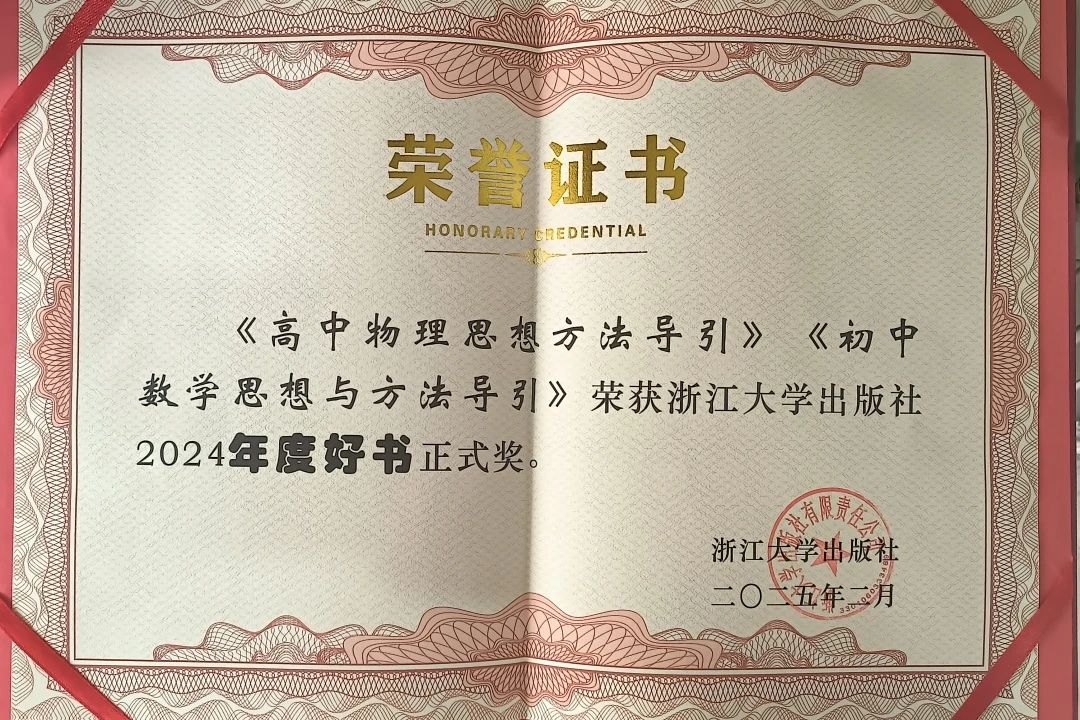 荣誉证书
HONORARY CREDENTIAL
《高中物理思想方法导引》《初中
数学思想与方法导引》荣获浙江大学出版社
2024年度好书正式奖。
浙江大学出版社
二〇二五年二月